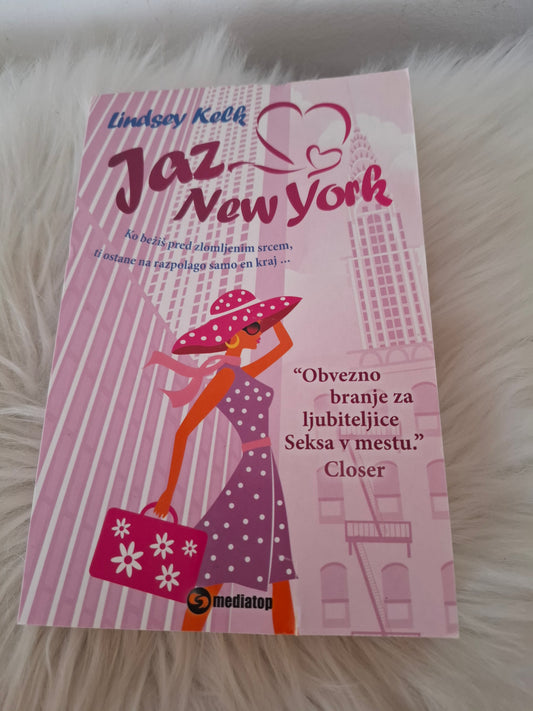 Lindsey Kelk
Jaz
New York
Ko bežiš pred zlomljenim srcem,
ti ostane na razpolago samo en kraj ...
“Obvezno
branje za
ljubiteljice
Seksa v mestu.”
Closer
mediatop